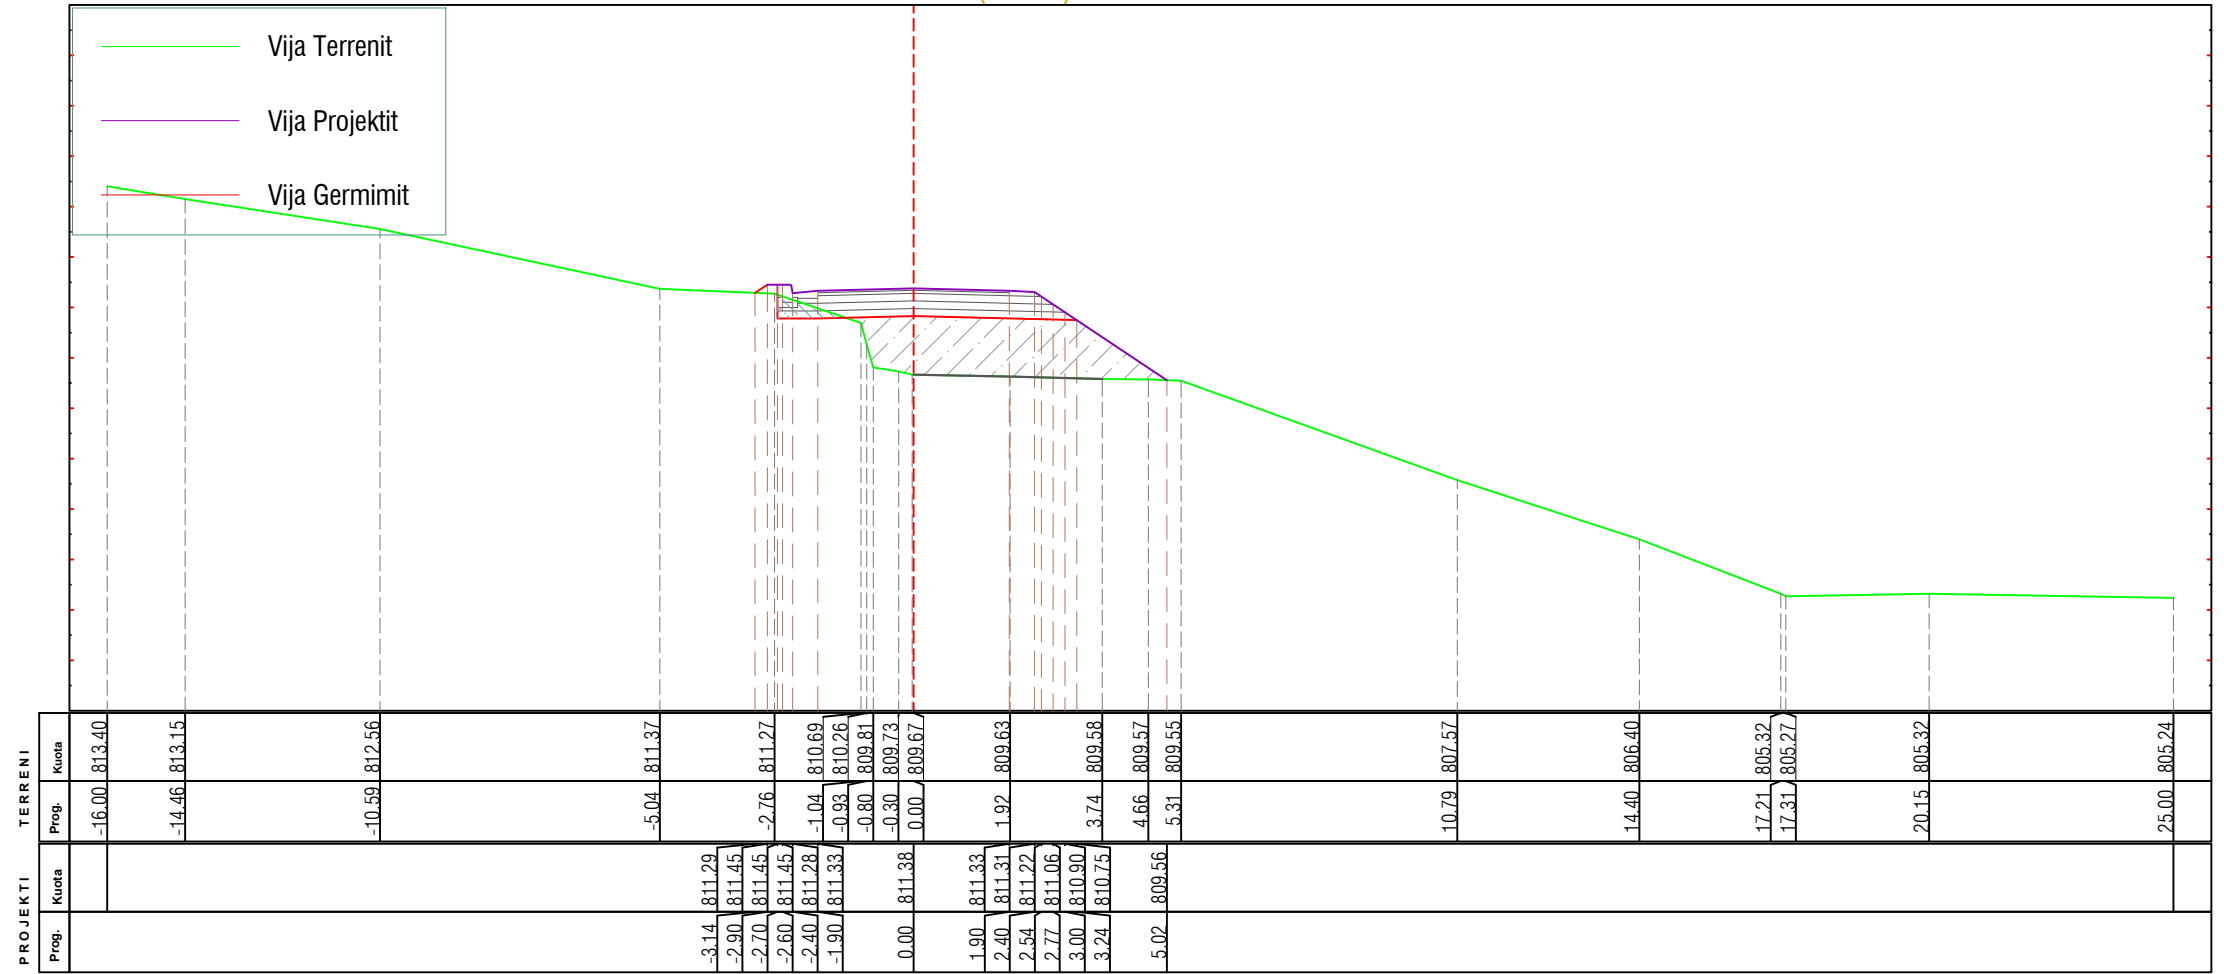 Vija Terrenit
Vija Projektit
Vija Germimit
TERRENI
Kuota
813.40 813.15 812.56 811.37 811.27 810.69 810.26 809.81 809.73 809.67 809.63 809.58 809.57 809.55 807.57 806.40 805.32 805.27 805.32 805.24
Prog.
-16.00 -14.46 -10.59 -5.04 -2.76 -1.04 -0.93 -0.80 -0.30 0.00 1.92 3.74 4.66 5.31 10.79 14.40 17.21 17.31 20.15 25.00
PROJEKTI
Kuota
811.29 811.45 811.45 811.45 811.28 811.33 811.38 811.33 811.31 811.22 811.06 810.90 810.75 809.56
Prog.
-3.14 -2.90 -2.70 -2.60 -2.40 -1.90 0.00 1.90 2.40 2.54 2.77 3.00 3.24 5.02